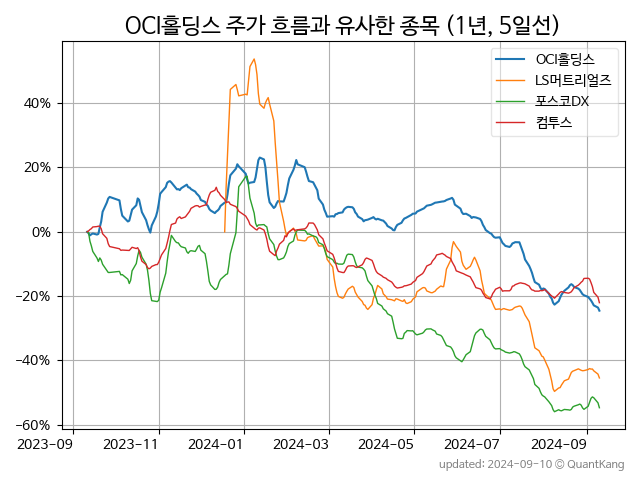 OCI홀딩스 주가 흐름과 유사한 종목 (1년, 5일선)
OCI홀딩스
LS머트리얼즈
포스코DX
컴투스
40%
20%
0%
−20%
−40%
−60%
2023-09 2023-11 2024-01 2024-03 2024-05 2024-07 2024-09
updated: 2024-09-10 © QuantKang